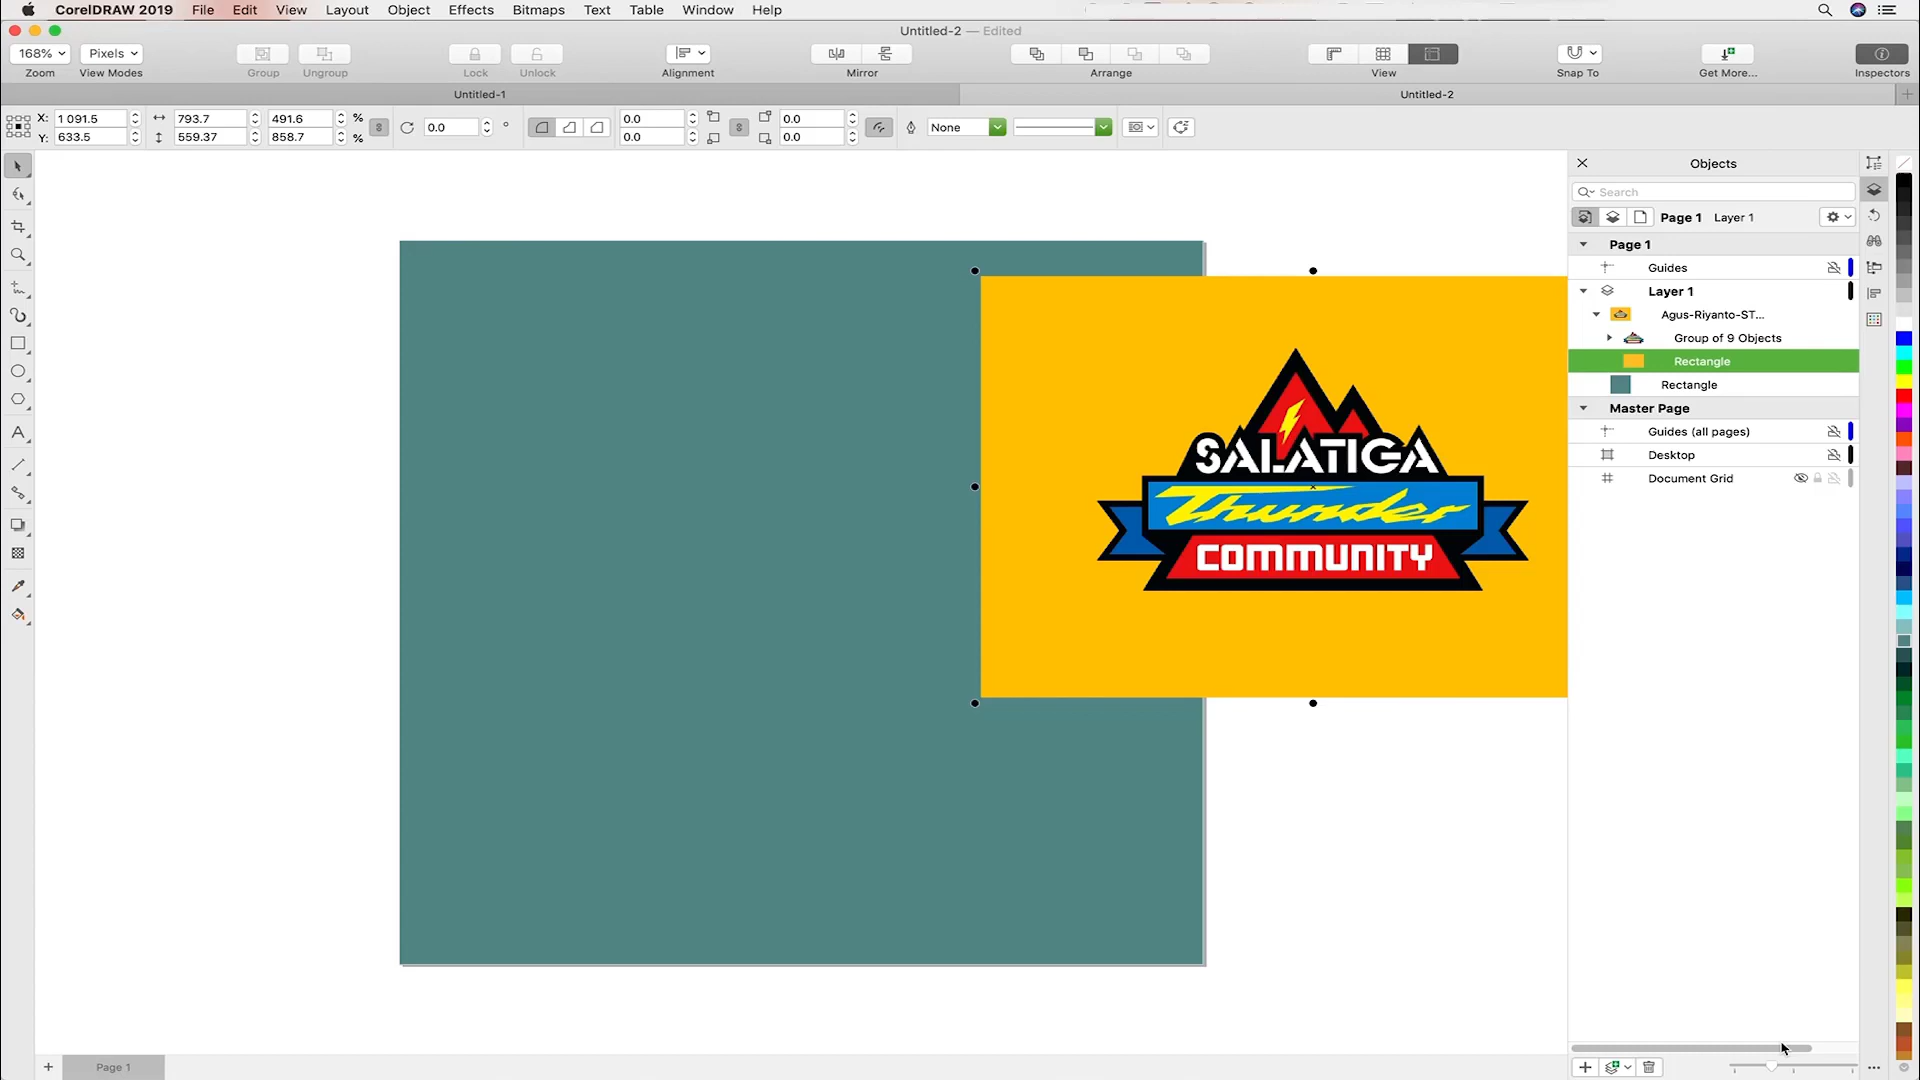 CorelDRAW 2019 File Edit View Layout Object Effects Bitmaps Text Table Window Help
Untitled-2 — Edited
168% Pixels
Zoom View Modes Group Ungroup Lock Unlock Alignment Mirror Arrange View Snap To Get More... Inspectors
Untitled-1 Untitled-2
X: 1 091.5 793.7 491.6 % 0.0 ° 0.0 0.0 None
Y: 633.5 559.37 858.7 % 0.0 0.0
Objects
Search
Page 1 Layer 1
Page 1
Guides
Layer 1
Agus-Riyanto-ST...
Group of 9 Objects
Rectangle
Rectangle
Master Page
Guides (all pages)
Desktop
Document Grid
SALATIGA
Thunder
COMMUNITY
Page 1